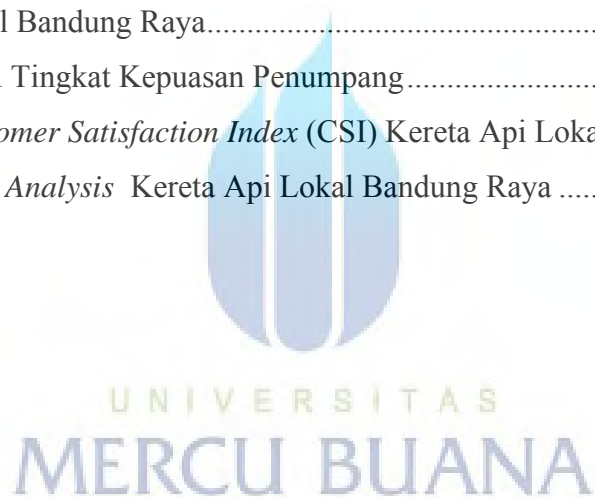 l Bandung Raya..........................................................
Tingkat Kepuasan Penumpang.............................
omer Satisfaction Index (CSI) Kereta Api Loka
Analysis Kereta Api Lokal Bandung Raya ......
UNIVERSITAS
MERCU BUANA